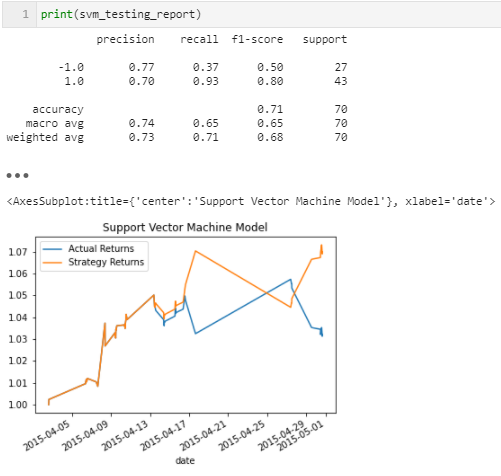 1 print(svm_testing_report)
precision recall f1-score support
-1.0 0.77 0.37 0.50 27
1.0 0.70 0.93 0.80 43
accuracy 0.71 70
macro avg 0.74 0.65 0.65 70
weighted avg 0.73 0.71 0.68 70
<AxesSubplot:title={'center':'Support Vector Machine Model'}, xlabel='date'>
Support Vector Machine Model
Actual Returns
Strategy Returns
1.07
1.06
1.05
1.04
1.03
1.02
1.01
1.00
2015-04-05
2015-04-09
2015-04-13
2015-04-17
2015-04-21
2015-04-25
2015-04-29
2015-05-01
date